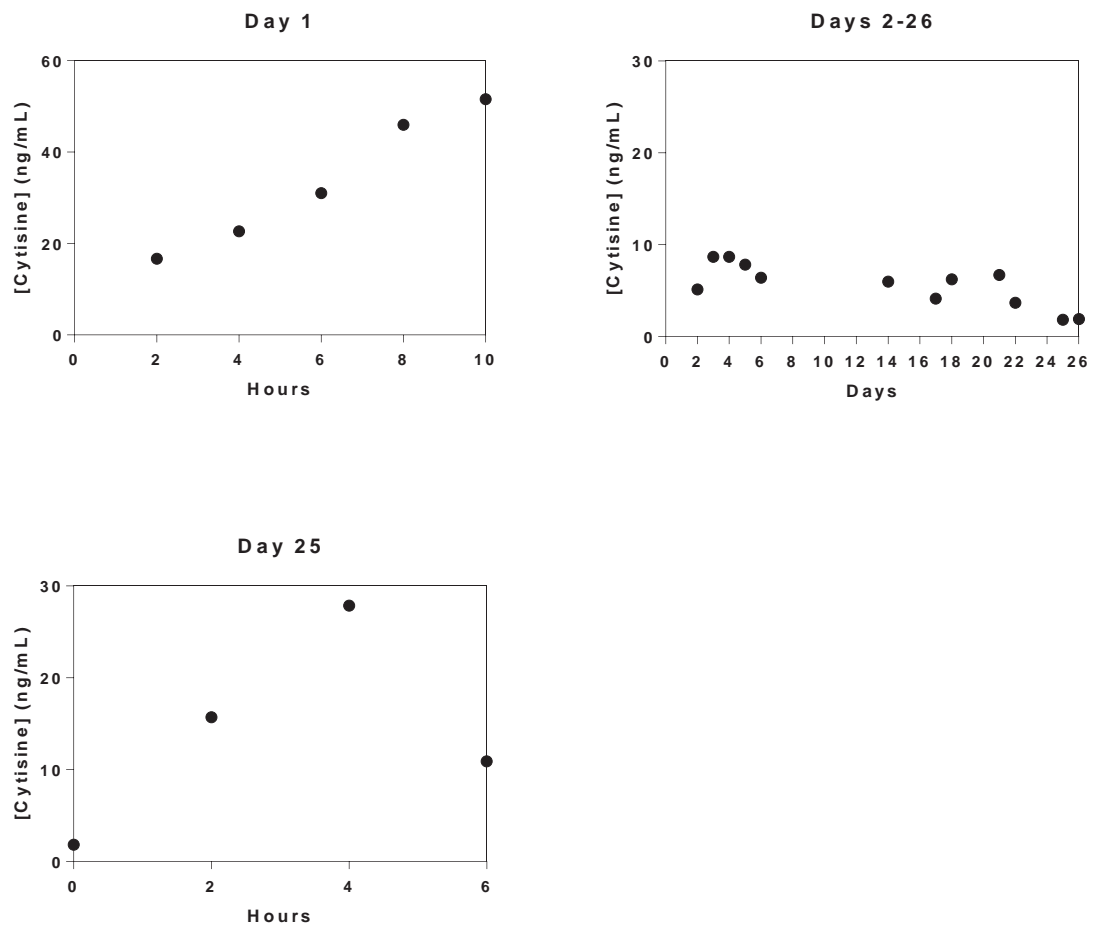 Day 1
60
40
20
0
[Cytisine] (ng/mL)
0 2 4 6 8 10
Hours
Days 2-26
30
20
10
0
[Cytisine] (ng/mL)
0 2 4 6 8 10 12 14 16 18 20 22 24 26
Days
Day 25
30
20
10
0
[Cytisine] (ng/mL)
0 2 4 6
Hours